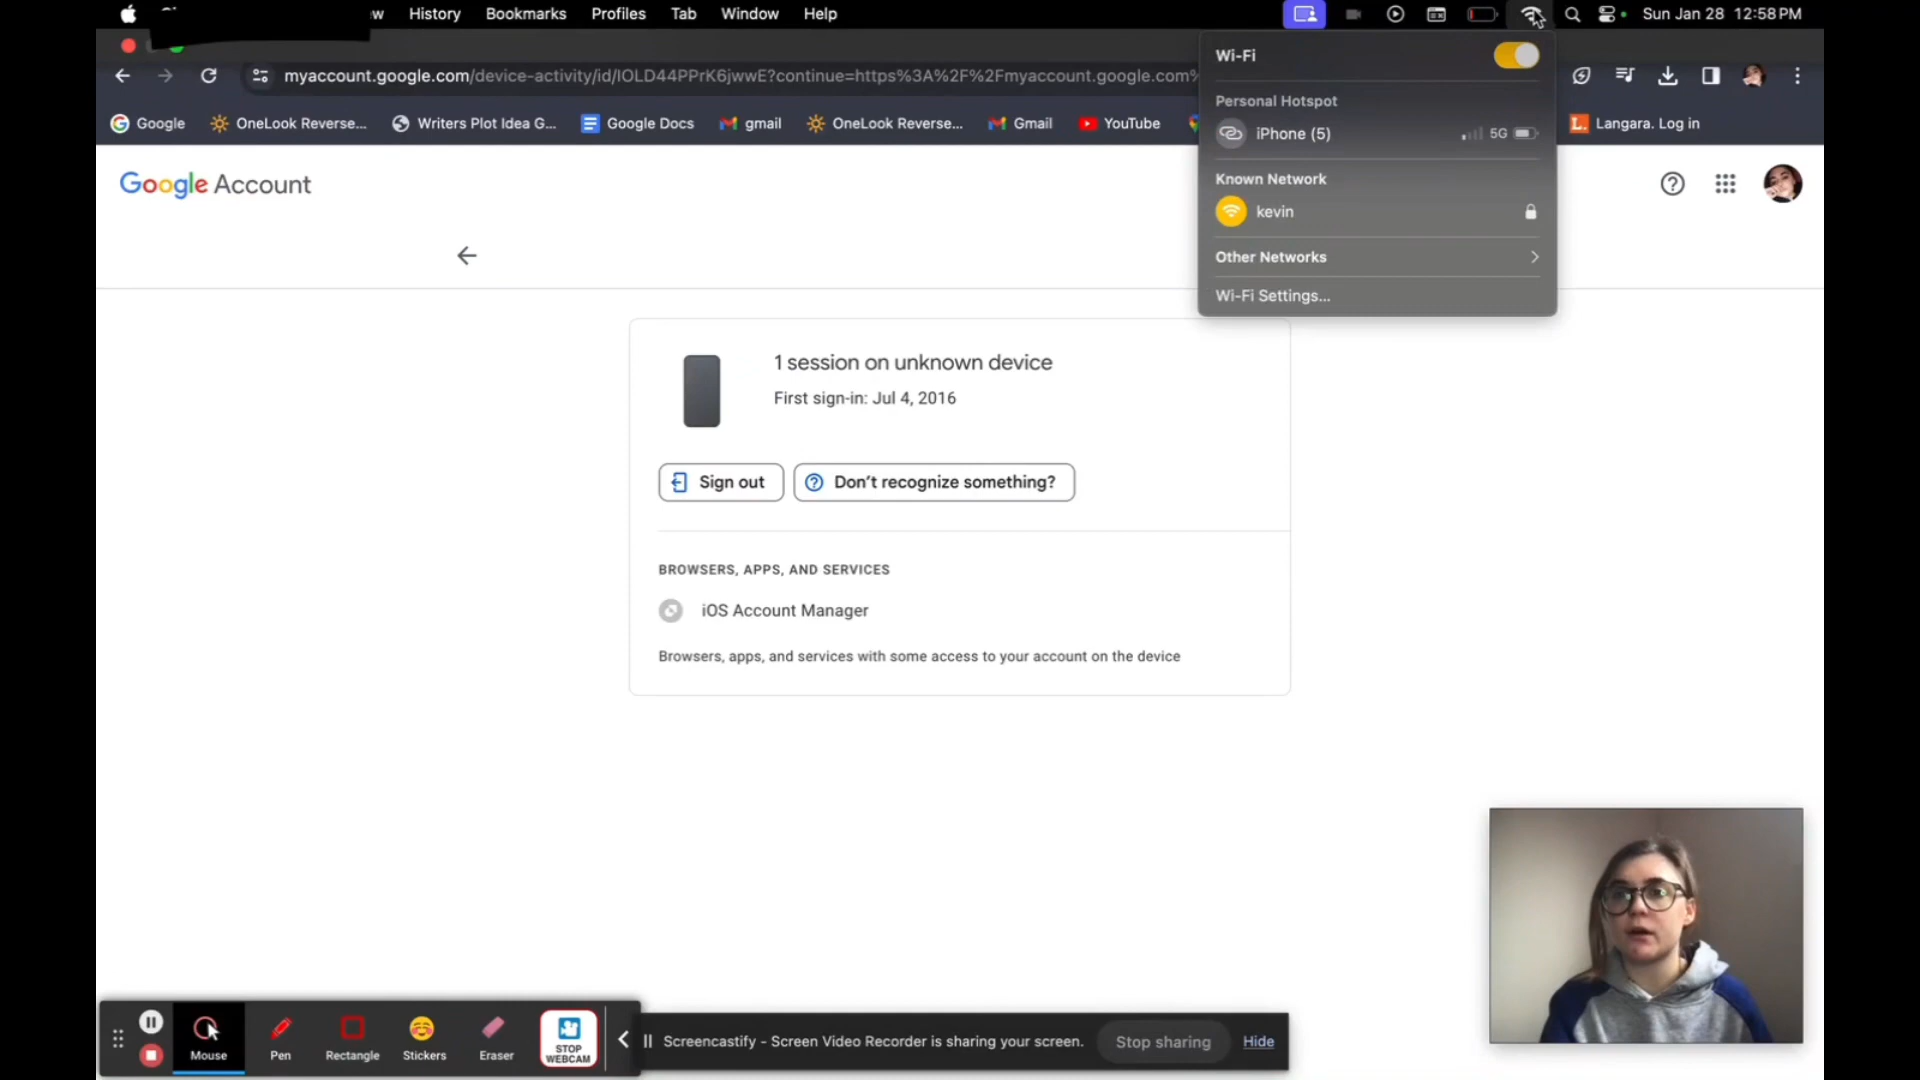 w History Bookmarks Profiles Tab Window Help Sun Jan 28 12:58 PM
myaccount.google.com/device-activity/id/IOLD44PPrK6jwwE?continue=https%3A%2F%2Fmyaccount.google.com%
Google OneLook Reverse... Writers Plot Idea G... Google Docs gmail OneLook Reverse... Gmail YouTube L. Langara. Log in
Wi-Fi
Personal Hotspot
iPhone (5) 5G
Known Network
kevin
Other Networks
Wi-Fi Settings...
Google Account
1 session on unknown device
First sign-in: Jul 4, 2016
Sign out Don't recognize something?
BROWSERS, APPS, AND SERVICES
iOS Account Manager
Browsers, apps, and services with some access to your account on the device
Mouse Pen Rectangle Stickers Eraser STOP WEBCAM
Screencastify - Screen Video Recorder is sharing your screen. Stop sharing Hide